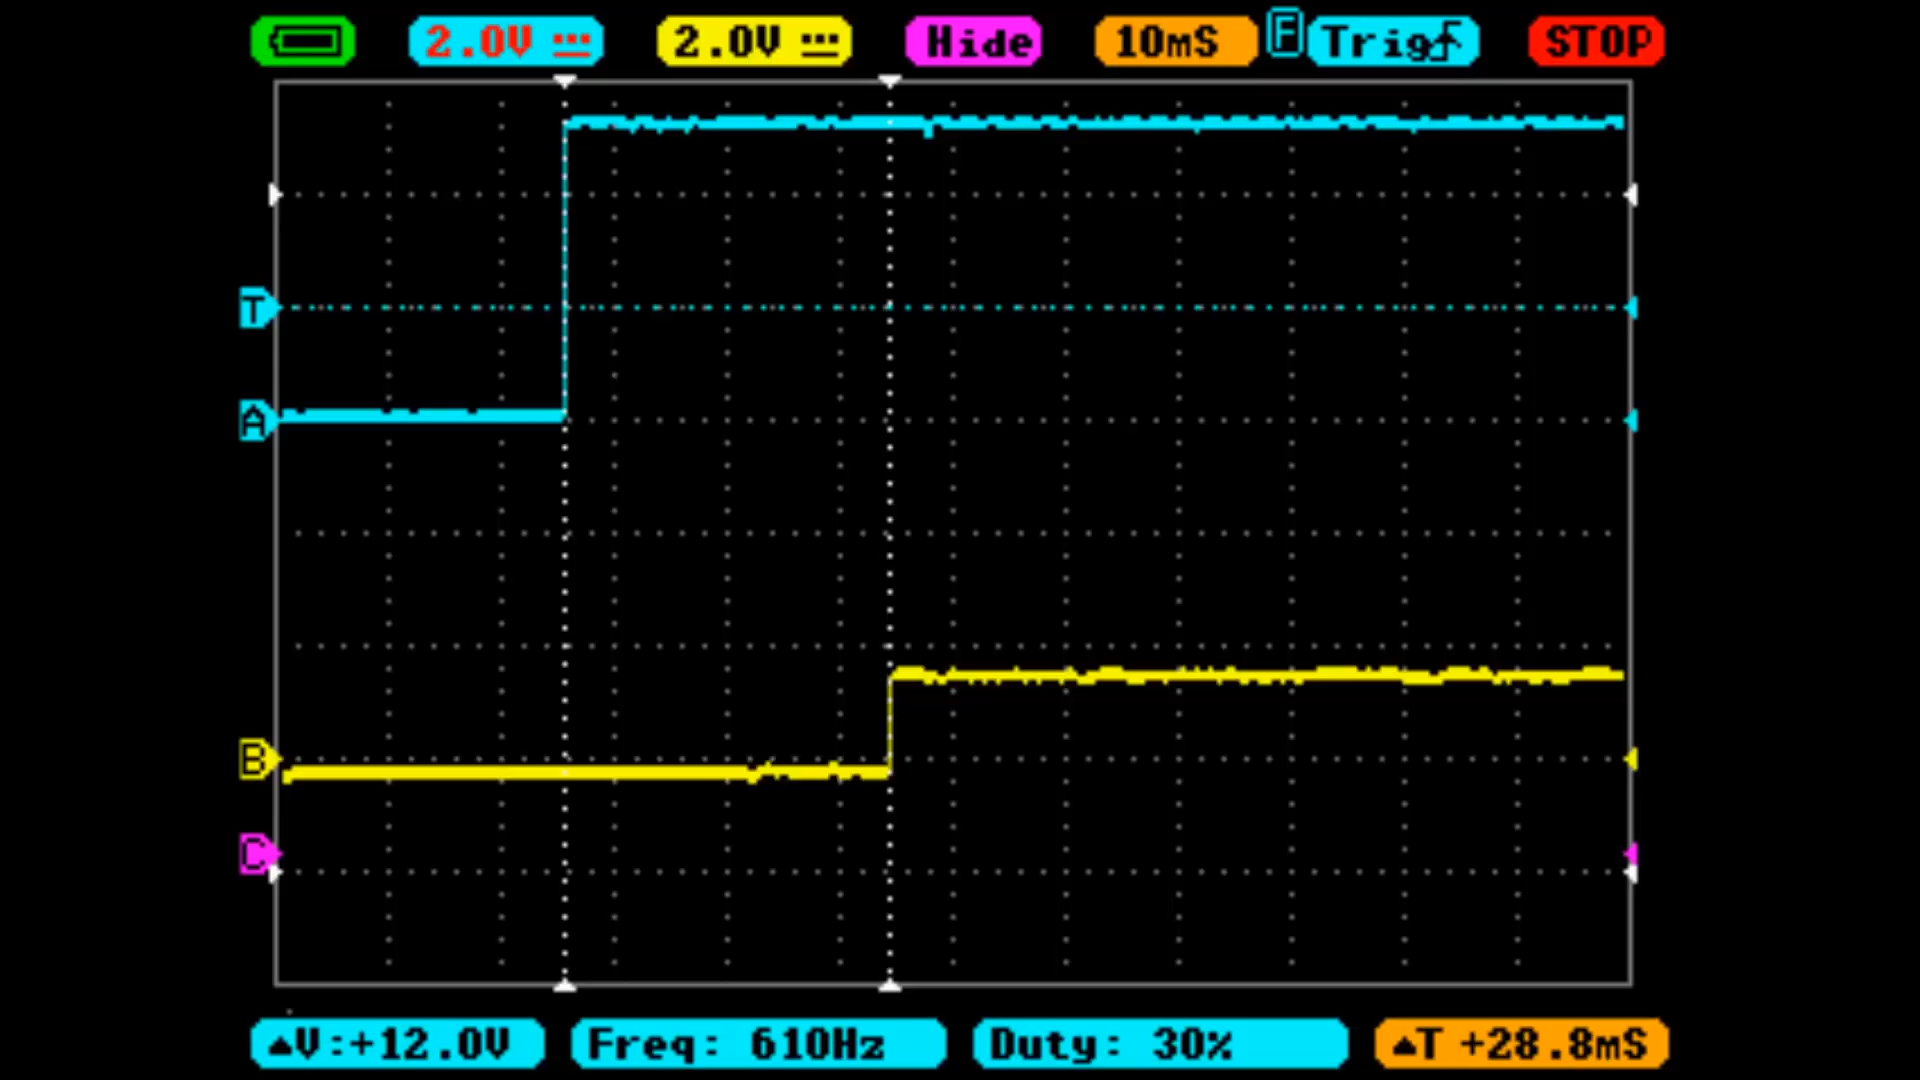 2.0V 2.0V Hide 10mS F Trig STOP
T
A
B
C
▲V:+12.0V Freq: 610Hz Duty: 30% ▲T +28.8mS